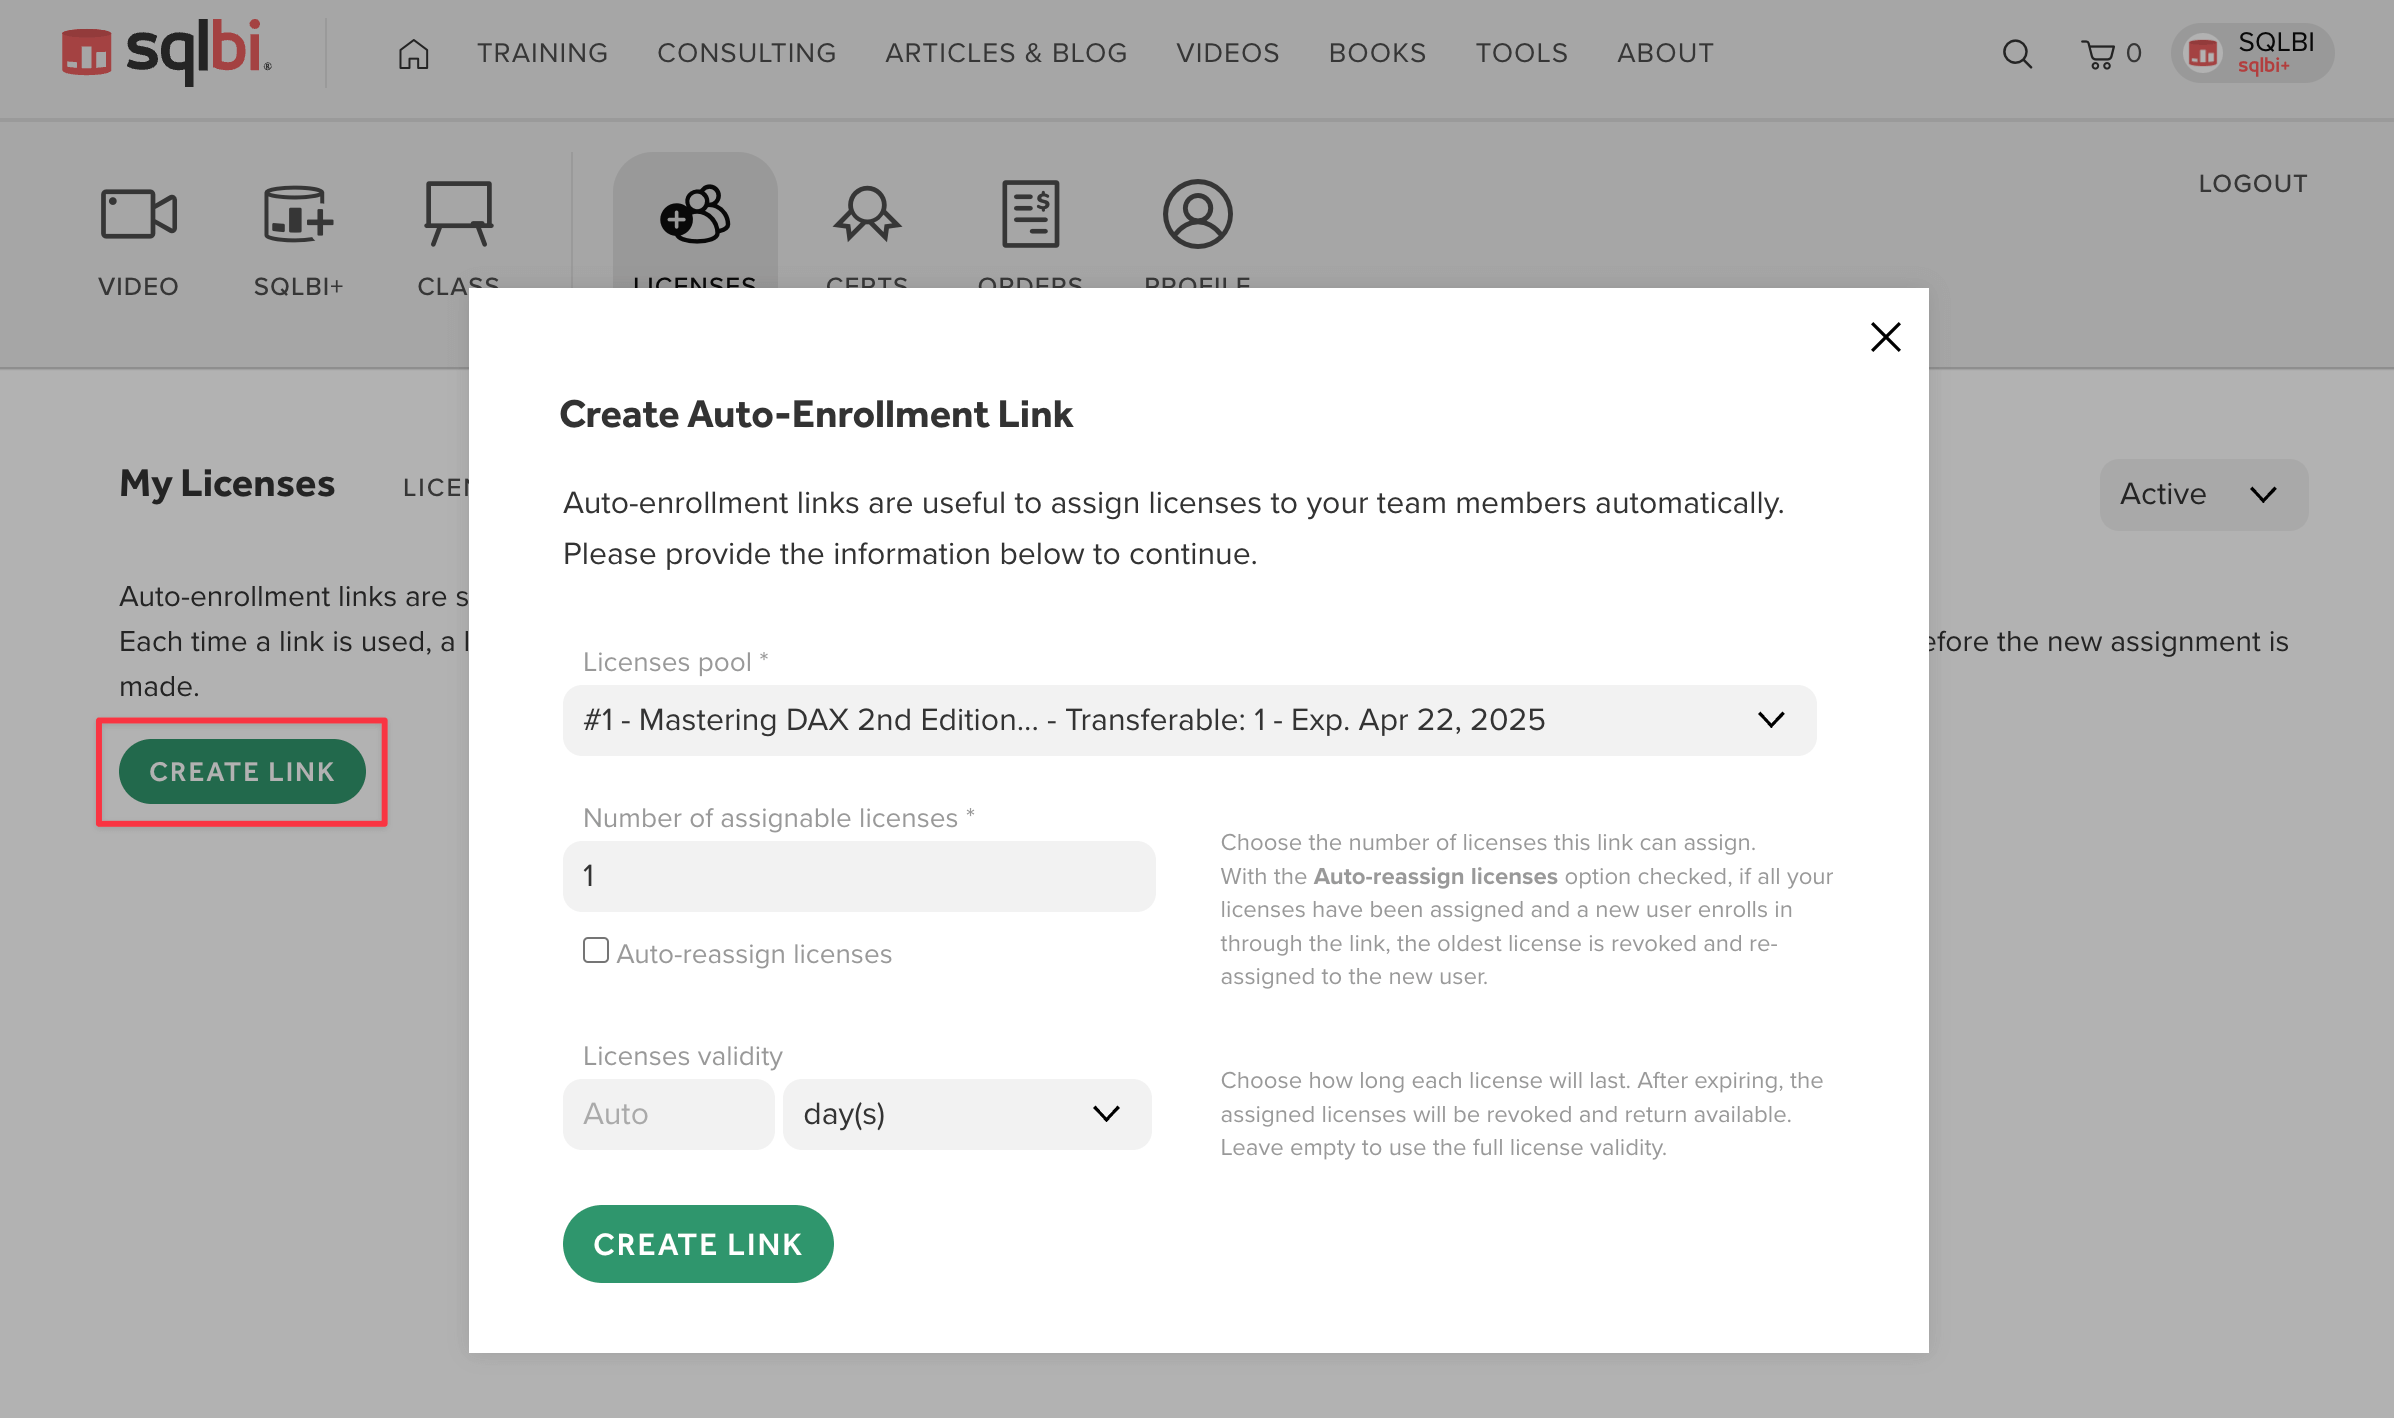 sqlbi®
TRAINING
CONSULTING
ARTICLES & BLOG
VIDEOS
BOOKS
TOOLS
ABOUT
0
SQLBI
sqlbi+
VIDEO
SQLBI+
CLASS
LICENSES
CERTS
ORDERS
PROFILE
LOGOUT
My Licenses
Active
Auto-enrollment links are
Each time a link is used, a
before the new assignment is
made.
CREATE LINK
Create Auto-Enrollment Link
Auto-enrollment links are useful to assign licenses to your team members automatically.
Please provide the information below to continue.
Licenses pool *
#1 - Mastering DAX 2nd Edition... - Transferable: 1 - Exp. Apr 22, 2025
Number of assignable licenses *
1
Auto-reassign licenses
Choose the number of licenses this link can assign.
With the Auto-reassign licenses option checked, if all your
licenses have been assigned and a new user enrolls in
through the link, the oldest license is revoked and re-
assigned to the new user.
Licenses validity
Auto
day(s)
Choose how long each license will last. After expiring, the
assigned licenses will be revoked and return available.
Leave empty to use the full license validity.
CREATE LINK